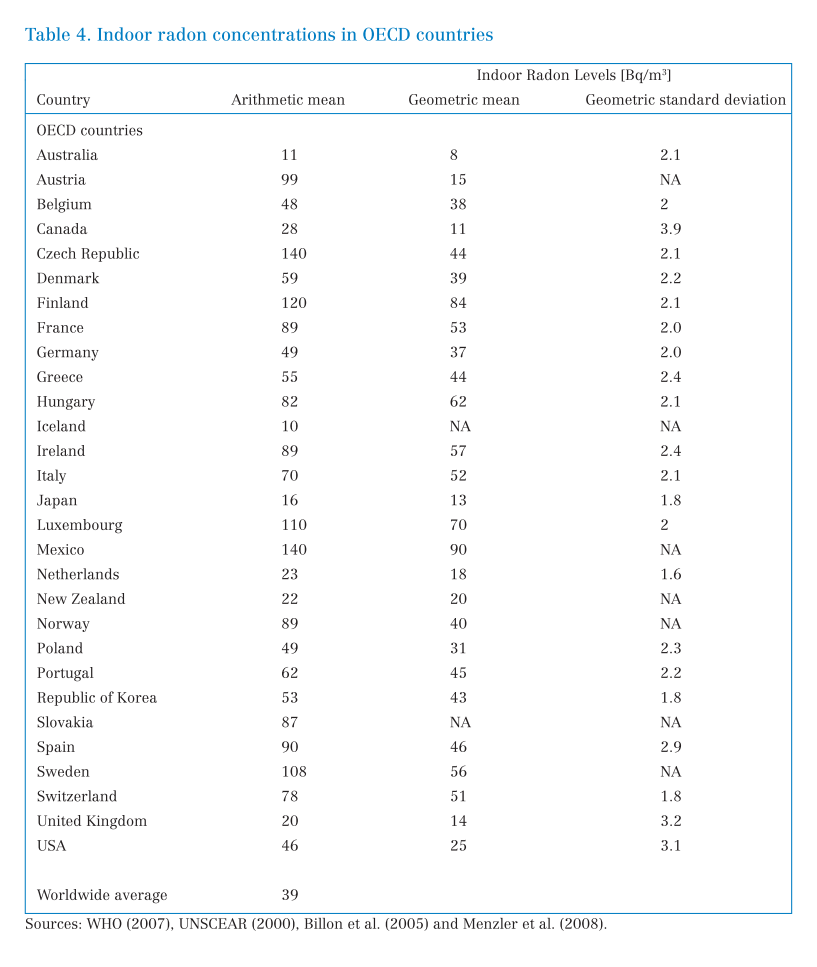 Table 4. Indoor radon concentrations in OECD countries
Indoor Radon Levels [Bq/m³]
Country Arithmetic mean Geometric mean Geometric standard deviation
OECD countries
Australia 11 8 2.1
Austria 99 15 NA
Belgium 48 38 2
Canada 28 11 3.9
Czech Republic 140 44 2.1
Denmark 59 39 2.2
Finland 120 84 2.1
France 89 53 2.0
Germany 49 37 2.0
Greece 55 44 2.4
Hungary 82 62 2.1
Iceland 10 NA NA
Ireland 89 57 2.4
Italy 70 52 2.1
Japan 16 13 1.8
Luxembourg 110 70 2
Mexico 140 90 NA
Netherlands 23 18 1.6
New Zealand 22 20 NA
Norway 89 40 NA
Poland 49 31 2.3
Portugal 62 45 2.2
Republic of Korea 53 43 1.8
Slovakia 87 NA NA
Spain 90 46 2.9
Sweden 108 56 NA
Switzerland 78 51 1.8
United Kingdom 20 14 3.2
USA 46 25 3.1
Worldwide average 39
Sources: WHO (2007), UNSCEAR (2000), Billon et al. (2005) and Menzler et al. (2008).